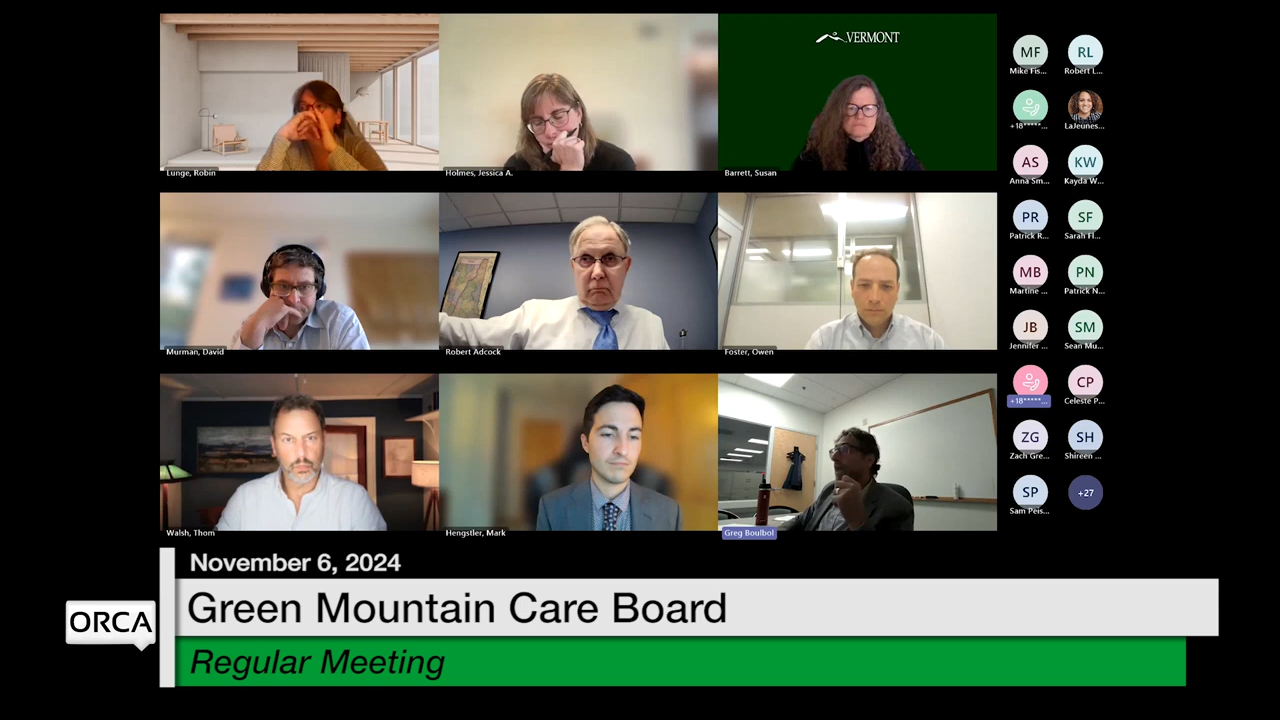 VERMONT
Lunge, Robin
Holmes, Jessica A.
Barrett, Susan
Murman, David
Robert Adcock
Foster, Owen
Walsh, Thom
Hengstler, Mark
Greg Boulbol
MF
Mike Fis...
RL
Robert L...
+18*****...
LaJeunes...
AS
Anna Sm...
KW
Kayda W...
PR
Patrick R...
SF
Sarah Fl...
MB
Martine ...
PN
Patrick N...
JB
Jennifer ...
SM
Sean Mu...
+18*****...
CP
Celeste P...
ZG
Zach Gre...
SH
Shireen ...
SP
Sam Peis...
+27
November 6, 2024
ORCA
Green Mountain Care Board
Regular Meeting